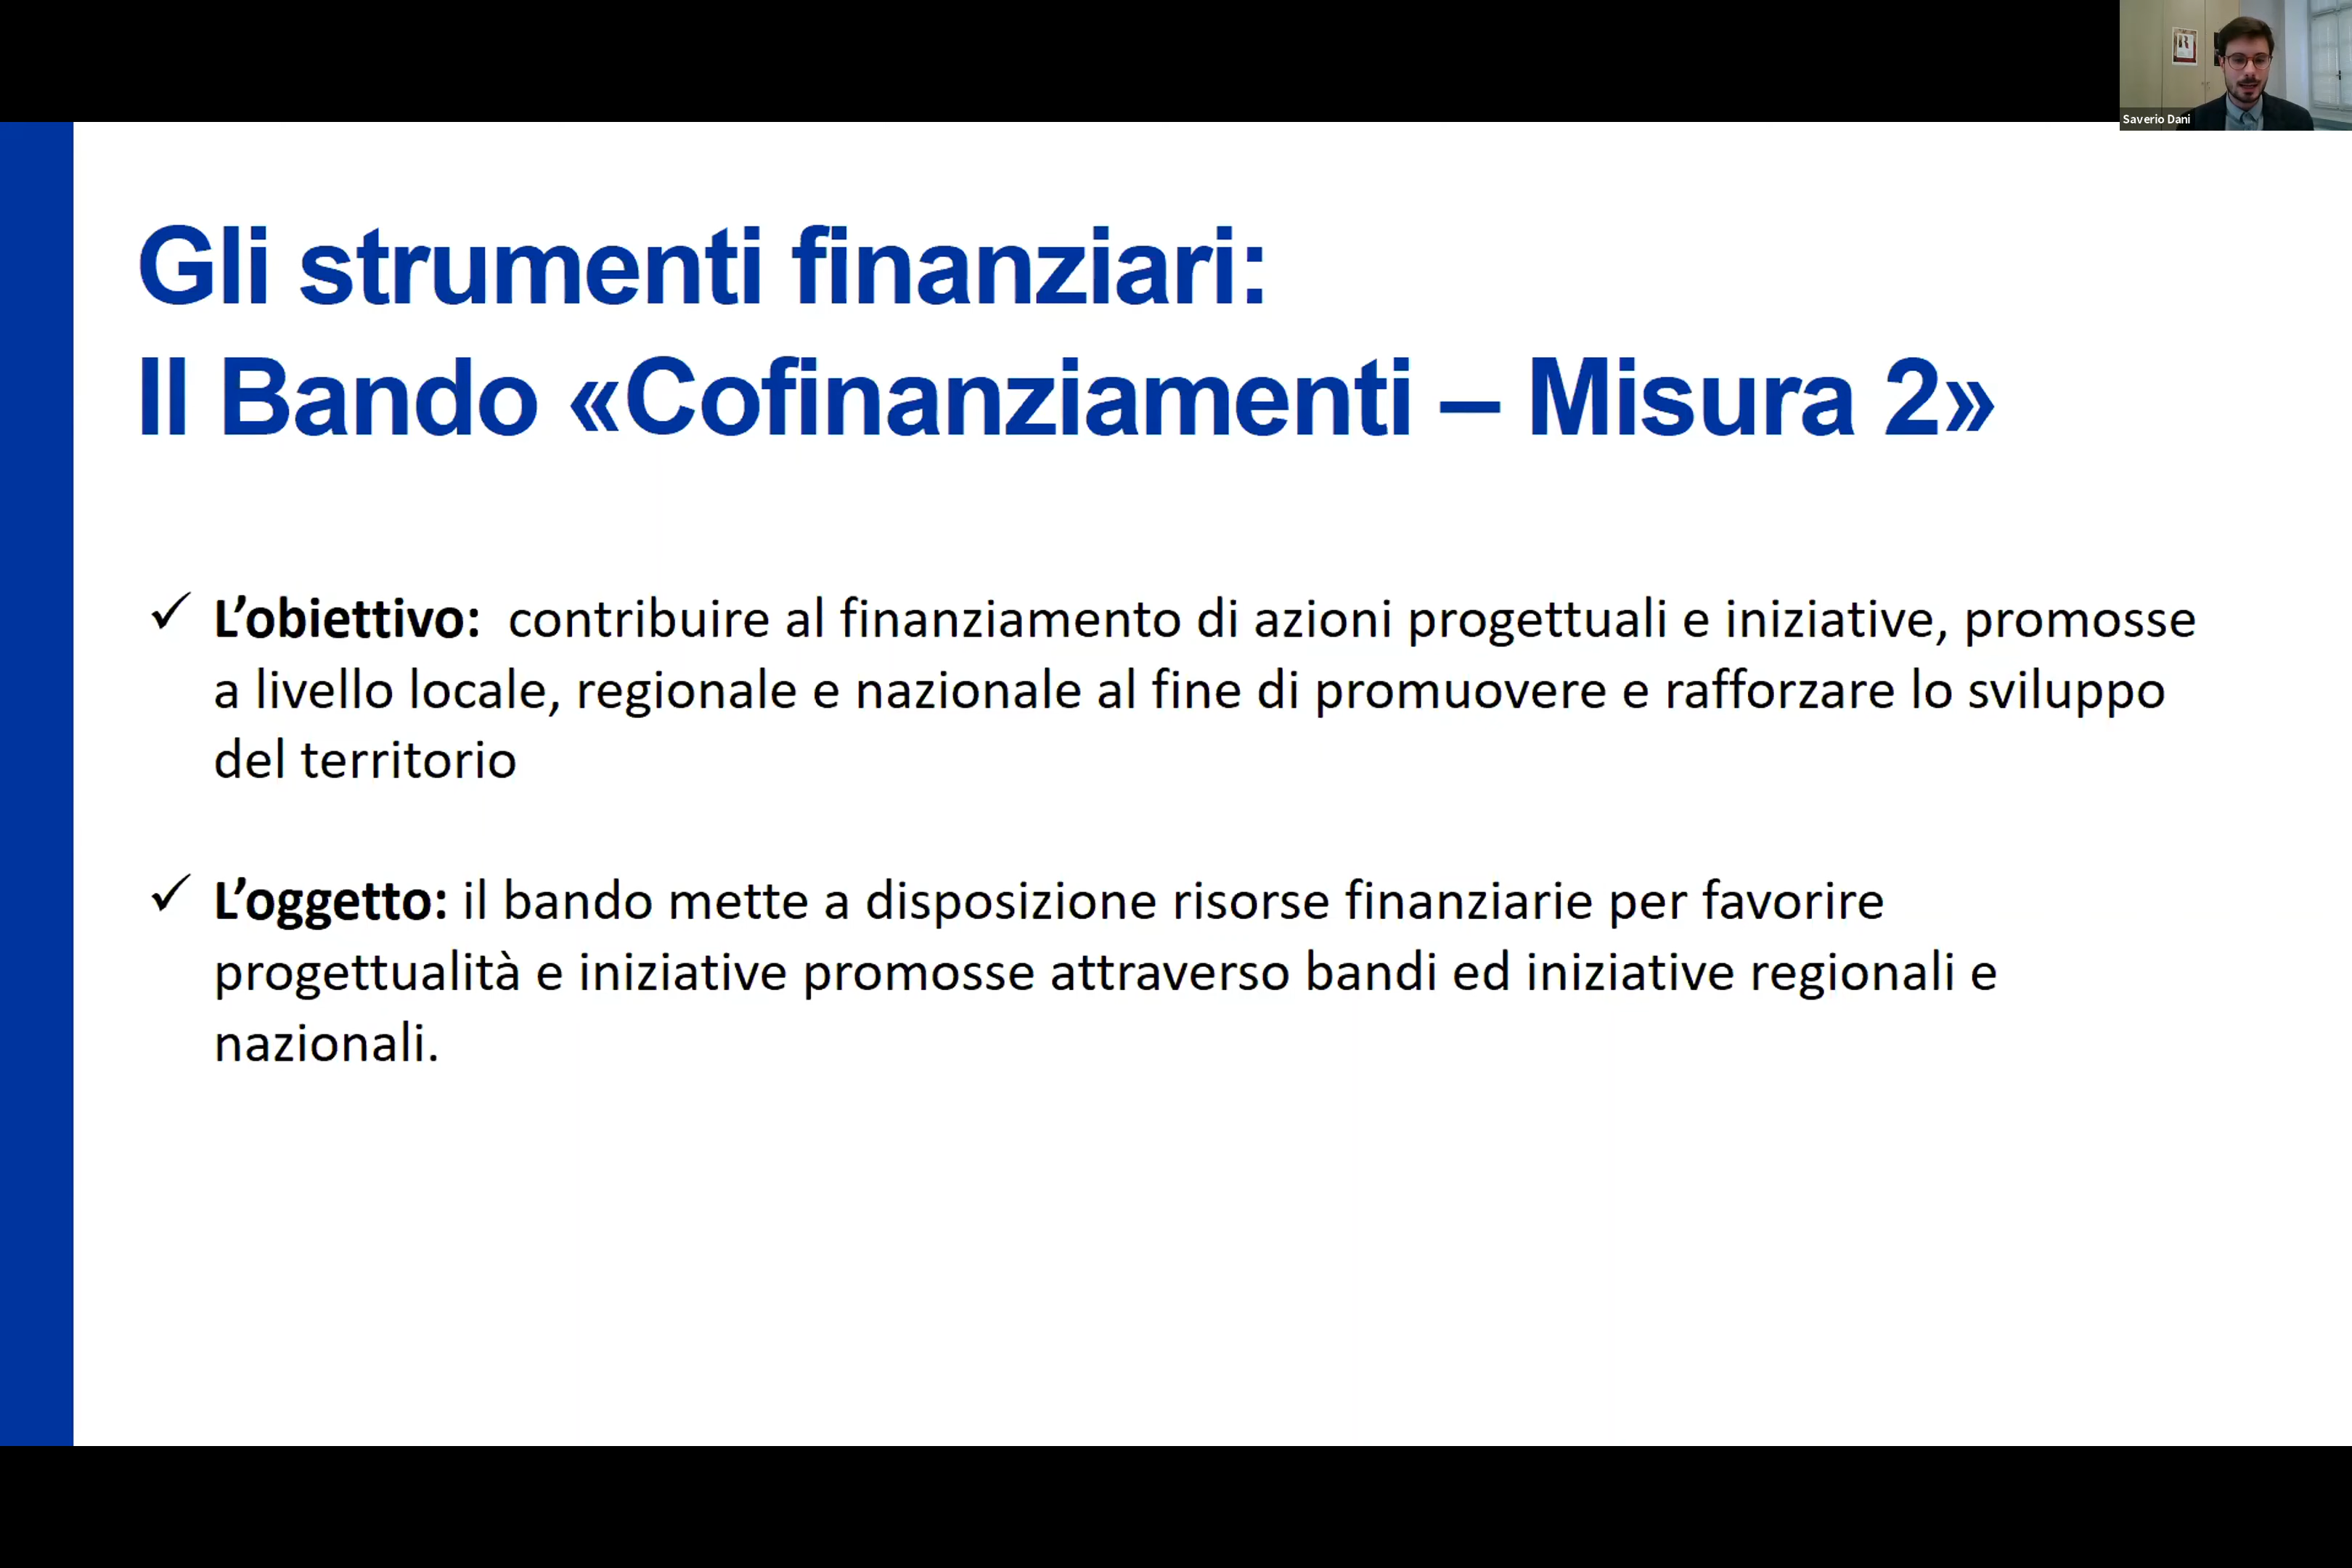 Saverio Dani
Gli strumenti finanziari:
Il Bando «Cofinanziamenti – Misura 2»
✓ L’obiettivo: contribuire al finanziamento di azioni progettuali e iniziative, promosse
a livello locale, regionale e nazionale al fine di promuovere e rafforzare lo sviluppo
del territorio
✓ L’oggetto: il bando mette a disposizione risorse finanziarie per favorire
progettualità e iniziative promosse attraverso bandi ed iniziative regionali e
nazionali.